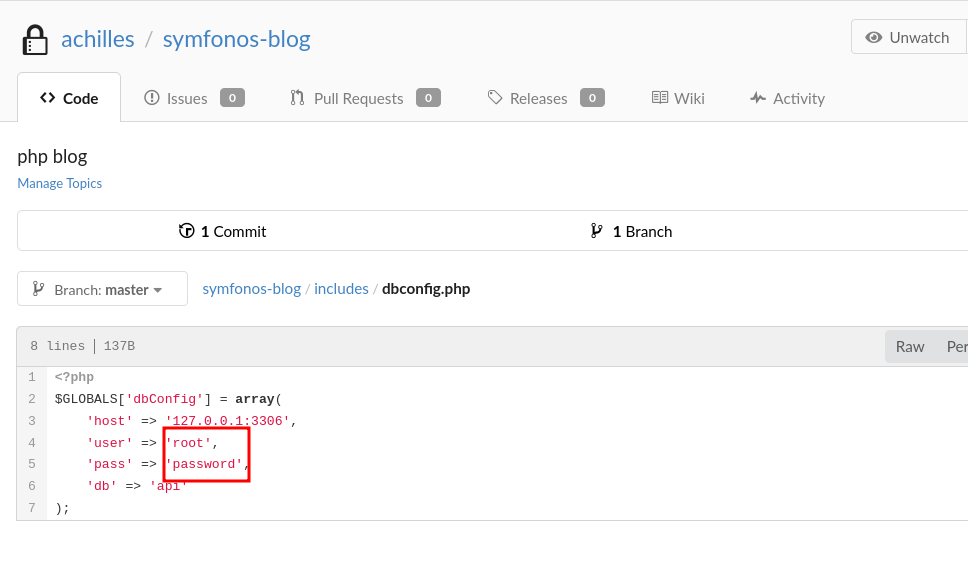 achilles / symfonos-blog
Unwatch
Code
Issues 0
Pull Requests 0
Releases 0
Wiki
Activity
php blog
Manage Topics
1 Commit
1 Branch
Branch: master
symfonos-blog / includes / dbconfig.php
8 lines | 137B
Raw
Per
1 <?php
2 $GLOBALS['dbConfig'] = array(
3 'host' => '127.0.0.1:3306',
4 'user' => 'root',
5 'pass' => 'password',
6 'db' => 'api'
7 );